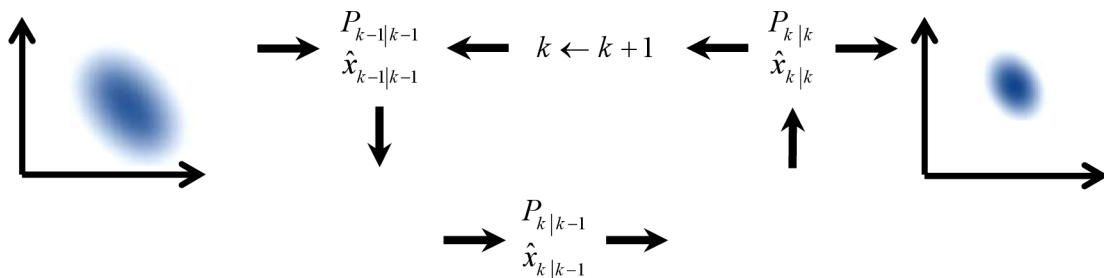 P_{k-1|k-1}
x̂_{k-1|k-1}
k ← k+1
P_{k|k}
x̂_{k|k}
P_{k|k-1}
x̂_{k|k-1}